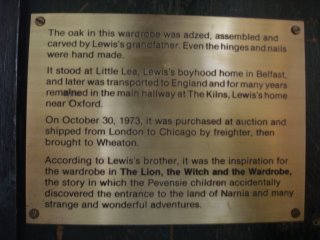 The oak in this wardrobe was adzed, assembled and
carved by Lewis's grandfather. Even the hinges and nails
were hand made.
It stood at Little Lea, Lewis's boyhood home in Belfast,
and later was transported to England and for many years
remained in the main hallway at The Kilns, Lewis's home
near Oxford.
On October 30, 1973, it was purchased at auction and
shipped from London to Chicago by freighter, then
brought to Wheaton.
According to Lewis's brother, it was the inspiration for
the wardrobe in The Lion, the Witch and the Wardrobe,
the story in which the Pevensie children accidentally
discovered the entrance to the land of Narnia and many
strange and wonderful adventures.